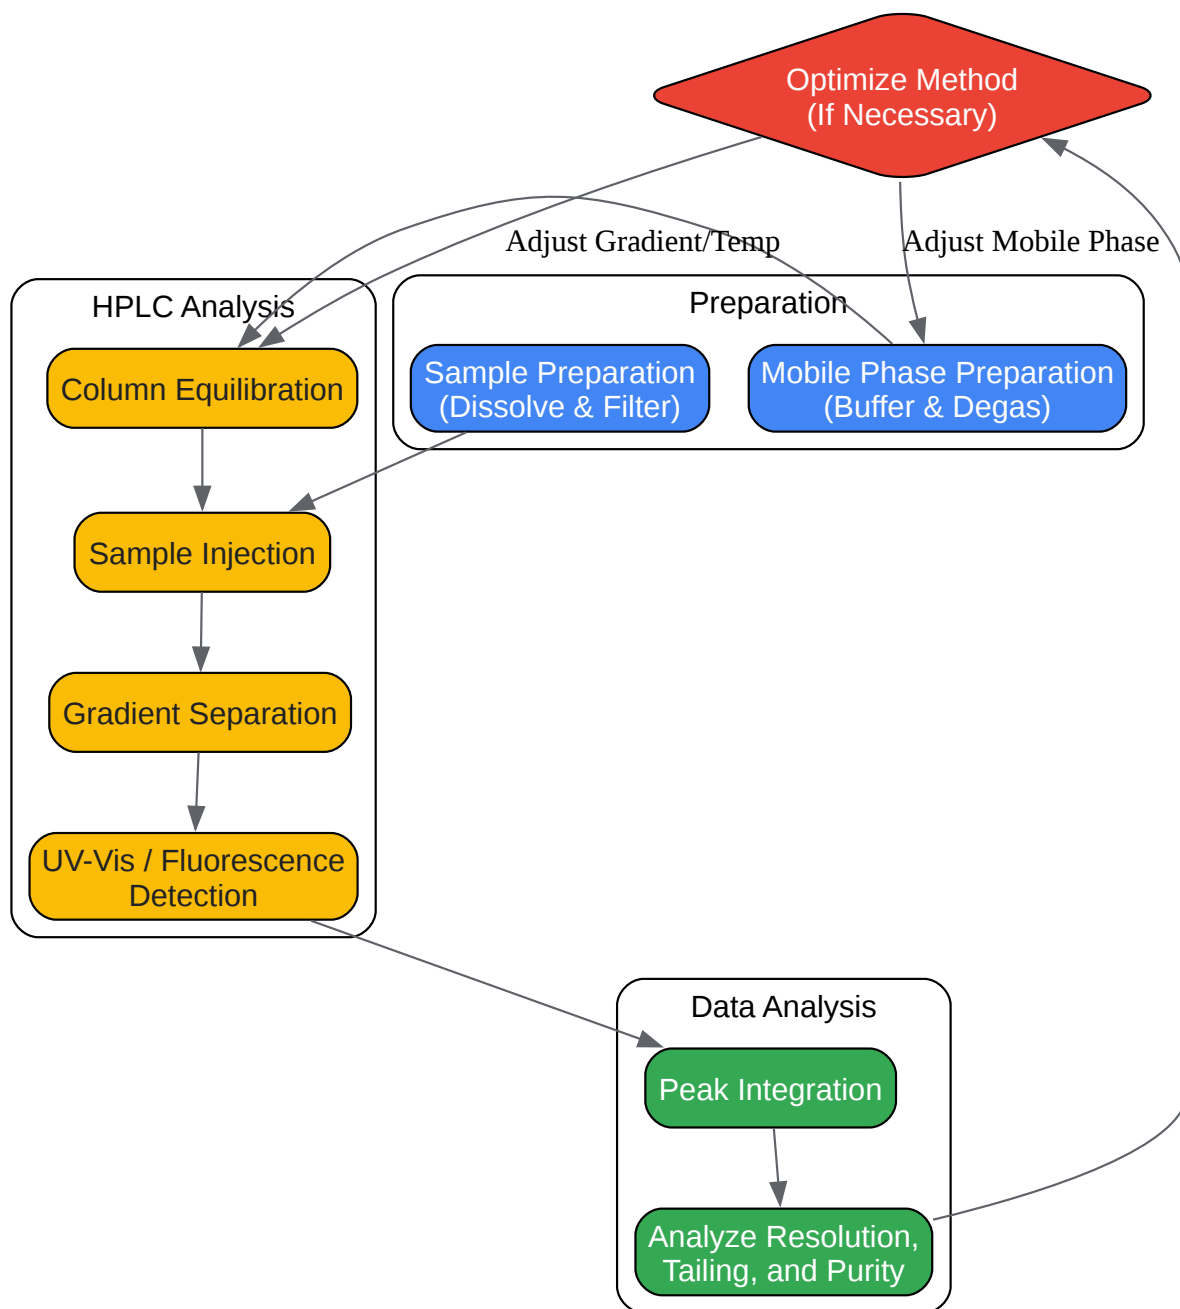 Optimize Method
(If Necessary)
Adjust Gradient/Temp
Adjust Mobile Phase
HPLC Analysis
Preparation
Column Equilibration
Sample Preparation
(Dissolve & Filter)
Mobile Phase Preparation
(Buffer & Degas)
Sample Injection
Gradient Separation
UV-Vis / Fluorescence
Detection
Data Analysis
Peak Integration
Analyze Resolution,
Tailing, and Purity